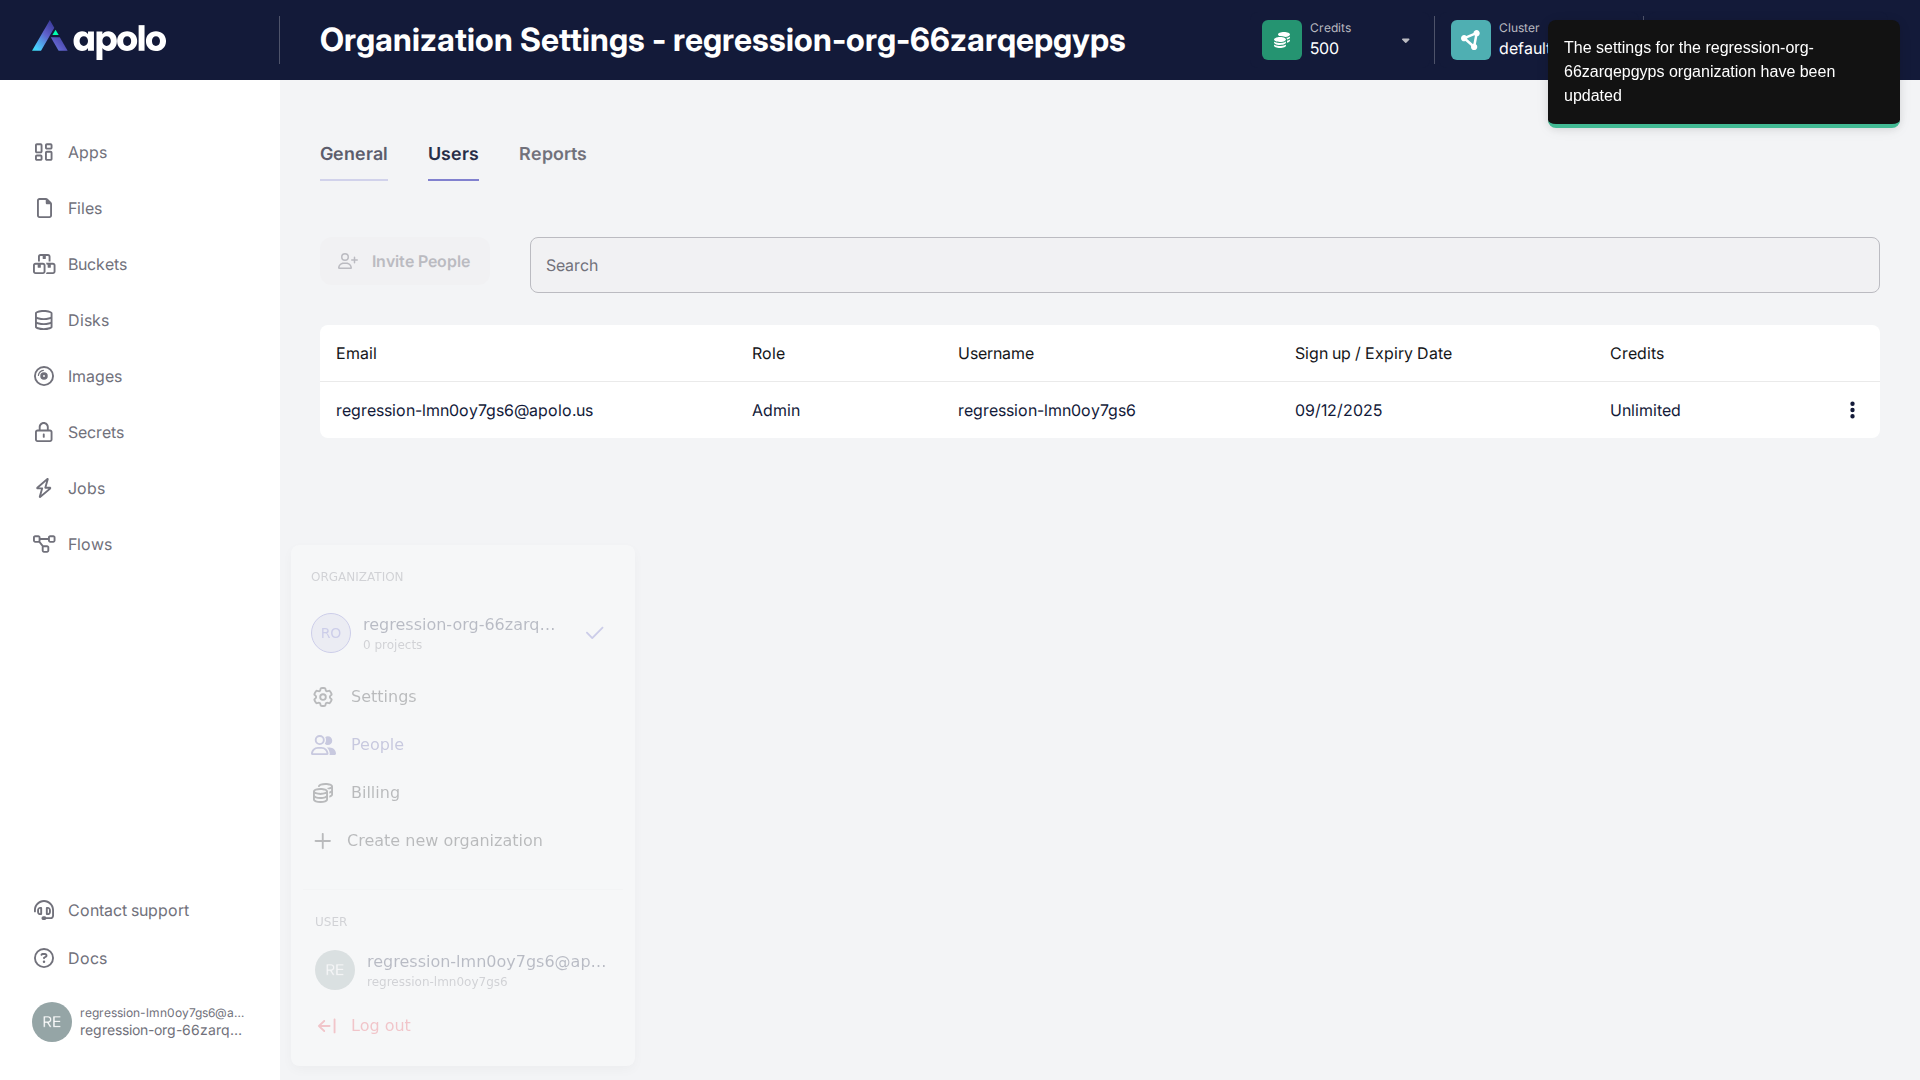 apolo
Organization Settings - regression-org-66zarqepgyps
Credits
500
Cluster
default
The settings for the regression-org-
66zarqepgyps organization have been
updated
Apps
Files
Buckets
Disks
Images
Secrets
Jobs
Flows
Contact support
Docs
RE
regression-lmn0oy7gs6@a...
regression-org-66zarq...
General
Users
Reports
Invite People
Search
Email
Role
Username
Sign up / Expiry Date
Credits
regression-lmn0oy7gs6@apolo.us
Admin
regression-lmn0oy7gs6
09/12/2025
Unlimited
ORGANIZATION
RO
regression-org-66zarq...
0 projects
Settings
People
Billing
Create new organization
USER
RE
regression-lmn0oy7gs6@ap...
regression-lmn0oy7gs6
Log out